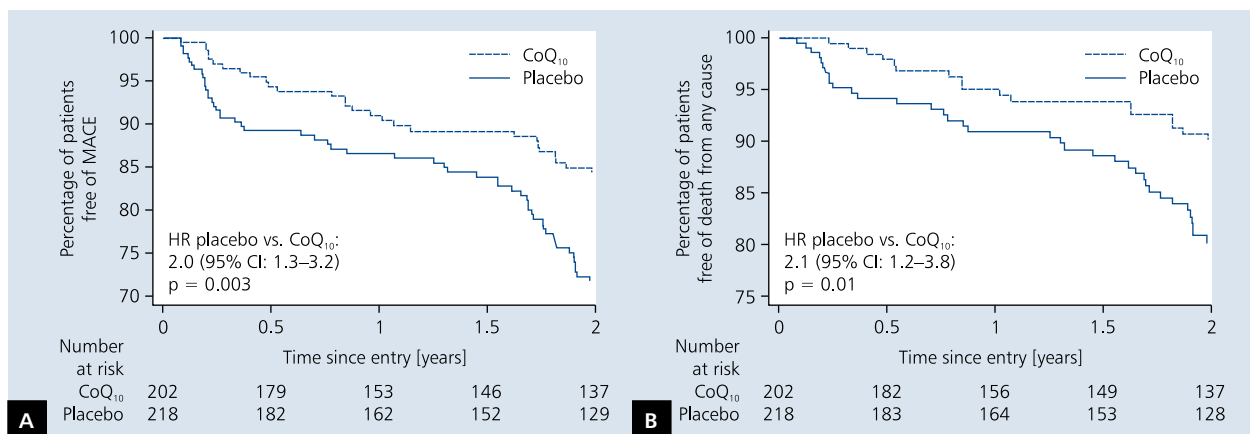 Percentage of patients
free of MACE
100
95
90
85
80
75
70
CoQ₁₀
Placebo
HR placebo vs. CoQ₁₀:
2.0 (95% CI: 1.3–3.2)
p = 0.003
0 0.5 1 1.5 2
Time since entry [years]
Number
at risk
CoQ₁₀ 202 179 153 146 137
Placebo 218 182 162 152 129
A
Percentage of patients
free of death from any cause
100
95
90
85
80
75
CoQ₁₀
Placebo
HR placebo vs. CoQ₁₀:
2.1 (95% CI: 1.2–3.8)
p = 0.01
0 0.5 1 1.5 2
Time since entry [years]
Number
at risk
CoQ₁₀ 202 182 156 149 137
Placebo 218 183 164 153 128
B